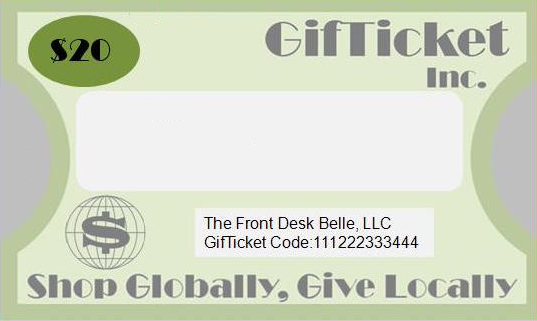 $20
GifTicket
Inc.
$
The Front Desk Belle, LLC
GifTicket Code:111222333444
Shop Globally, Give Locally